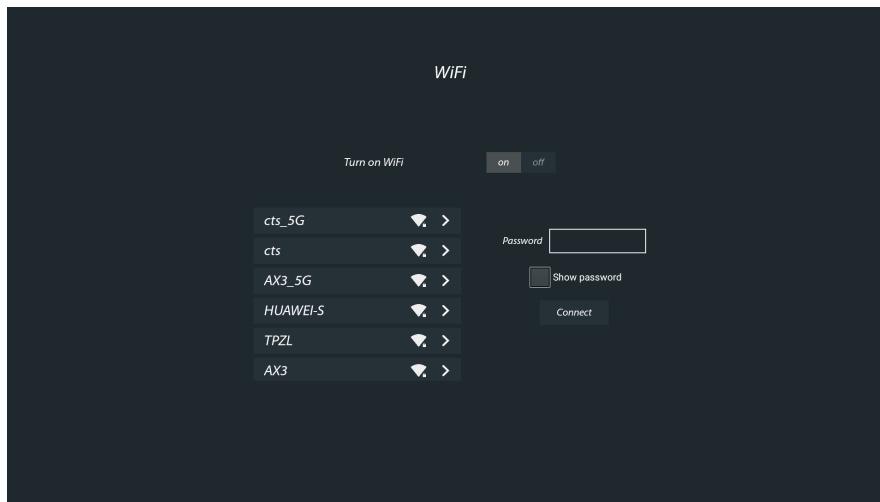 WiFi
Turn on WiFi on off
cts_5G
cts
AX3_5G
HUAWEI-S
TPZL
AX3
Password
Show password
Connect